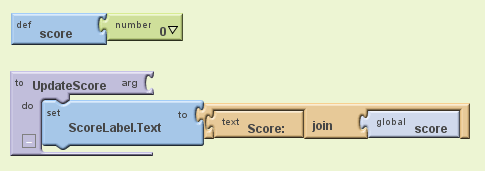 def score number 0
to UpdateScore arg
do set ScoreLabel.Text to text Score: join global score